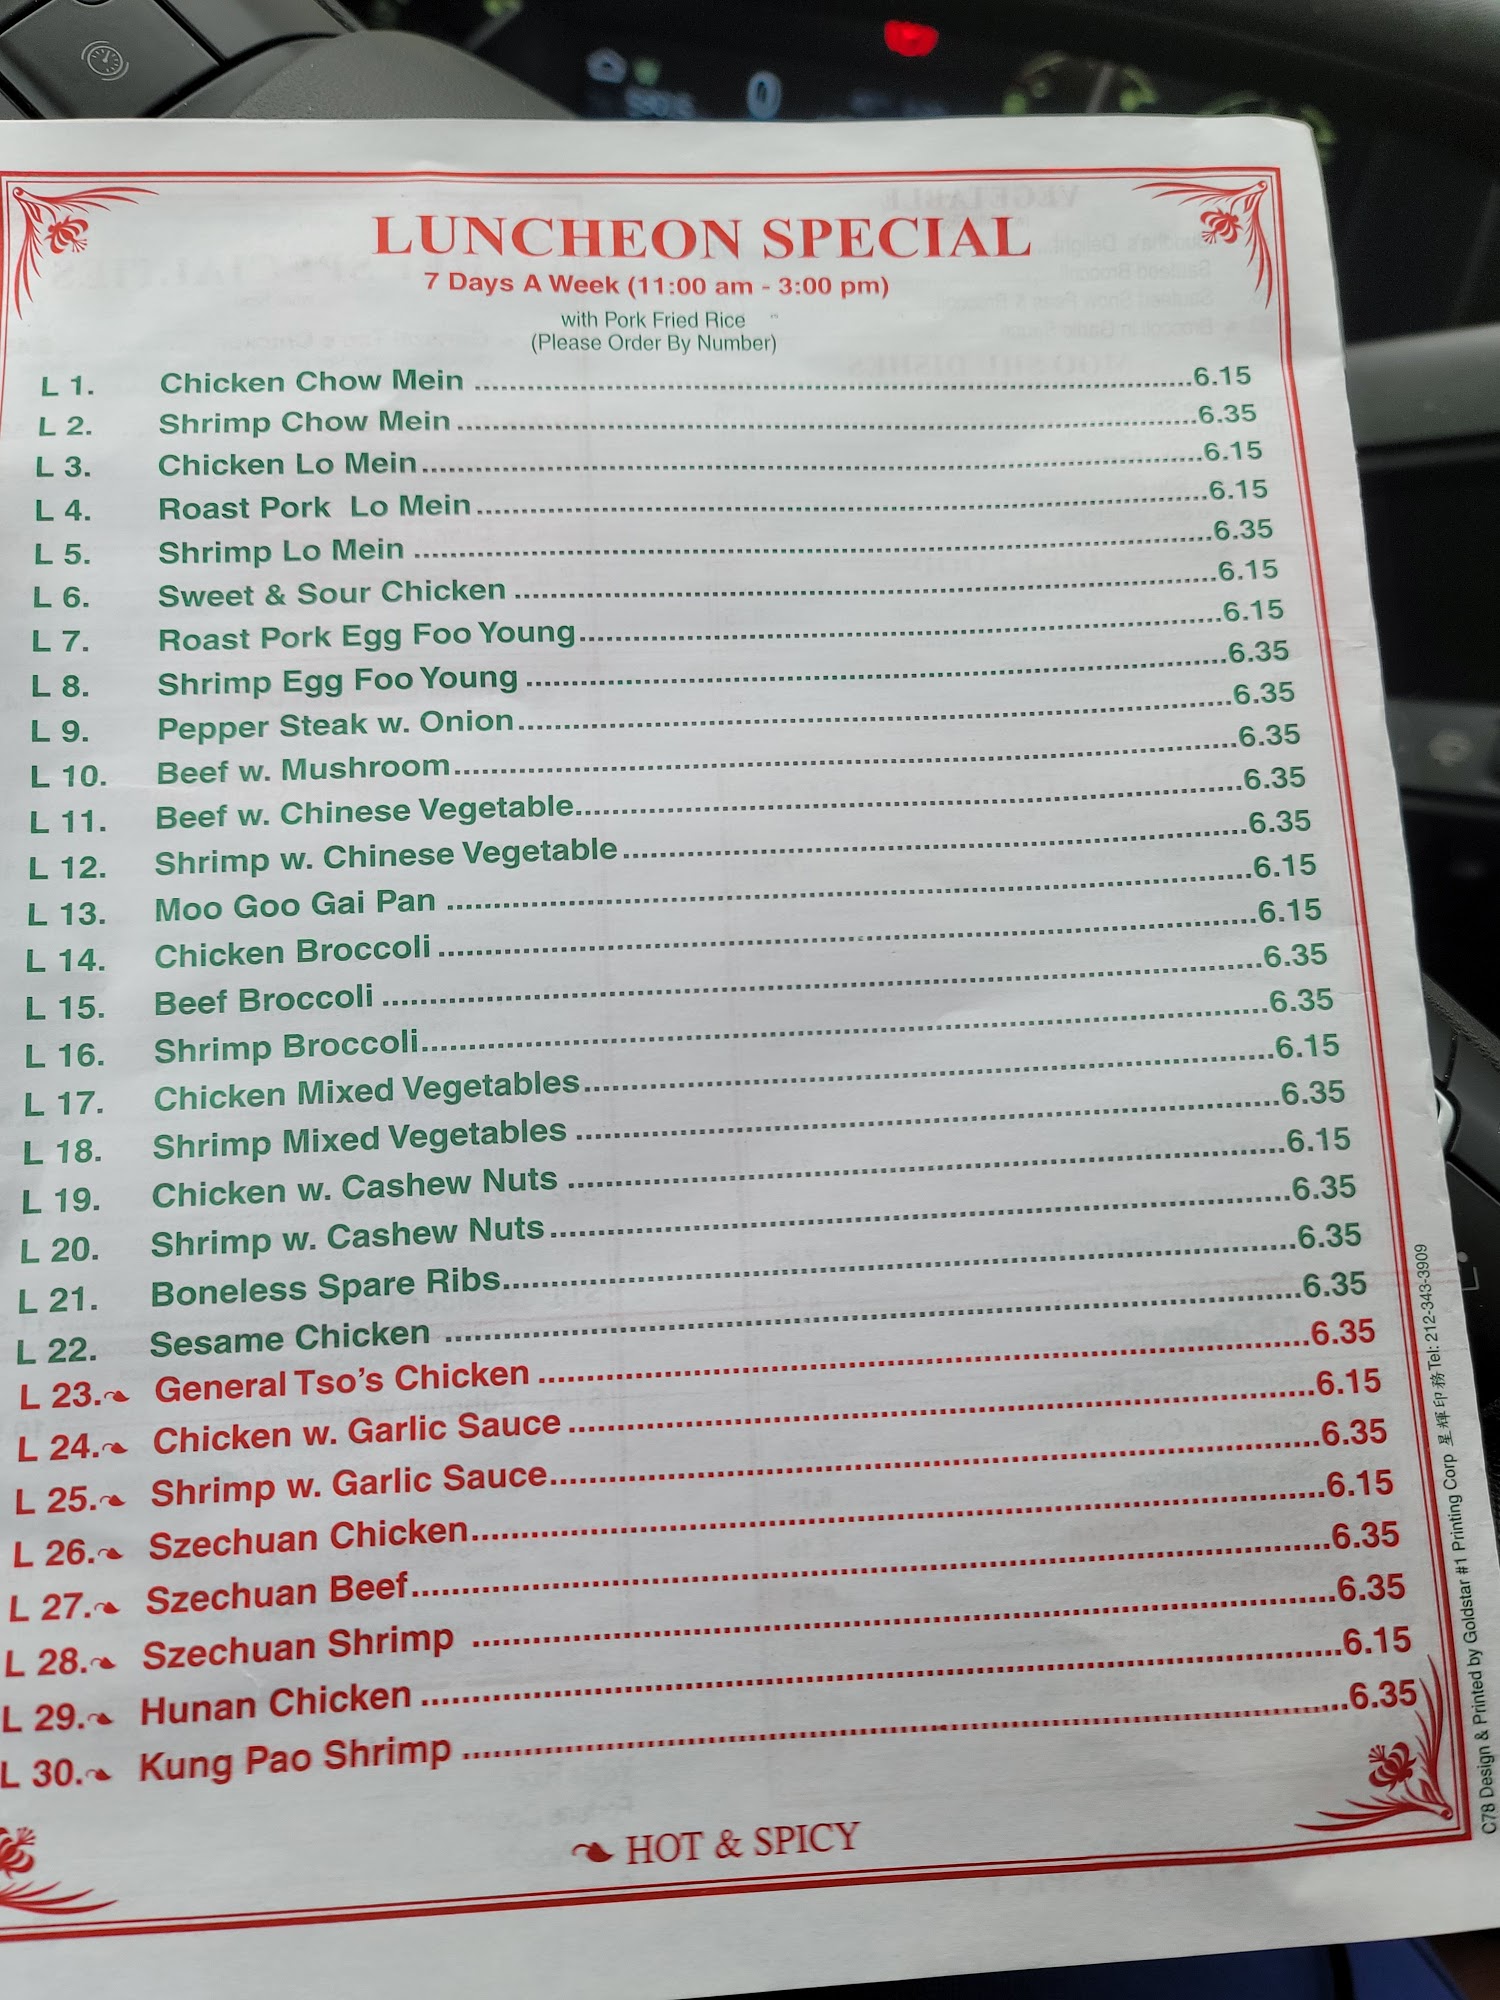 LUNCHEON SPECIAL
7 Days A Week (11:00 am - 3:00 pm)
with Pork Fried Rice
(Please Order By Number)
L 1. Chicken Chow Mein ........ 6.15
L 2. Shrimp Chow Mein ........ 6.35
L 3. Chicken Lo Mein ........ 6.15
L 4. Roast Pork Lo Mein ........ 6.15
L 5. Shrimp Lo Mein ........ 6.35
L 6. Sweet & Sour Chicken ........ 6.15
L 7. Roast Pork Egg Foo Young ........ 6.15
L 8. Shrimp Egg Foo Young ........ 6.35
L 9. Pepper Steak w. Onion ........ 6.35
L 10. Beef w. Mushroom ........ 6.35
L 11. Beef w. Chinese Vegetable ........ 6.35
L 12. Shrimp w. Chinese Vegetable ........ 6.35
L 13. Moo Goo Gai Pan ........ 6.15
L 14. Chicken Broccoli ........ 6.15
L 15. Beef Broccoli ........ 6.35
L 16. Shrimp Broccoli ........ 6.35
L 17. Chicken Mixed Vegetables ........ 6.15
L 18. Shrimp Mixed Vegetables ........ 6.35
L 19. Chicken w. Cashew Nuts ........ 6.15
L 20. Shrimp w. Cashew Nuts ........ 6.35
L 21. Boneless Spare Ribs ........ 6.35
L 22. Sesame Chicken ........ 6.35
L 23. General Tso's Chicken ........ 6.35
L 24. Chicken w. Garlic Sauce ........ 6.15
L 25. Shrimp w. Garlic Sauce ........ 6.35
L 26. Szechuan Chicken ........ 6.15
L 27. Szechuan Beef ........ 6.35
L 28. Szechuan Shrimp ........ 6.35
L 29. Hunan Chicken ........ 6.15
L 30. Kung Pao Shrimp ........ 6.35
HOT & SPICY
C78 Design & Printed by Goldstar #1 Printing Corp 星輝印務 Tel: 212-343-3909